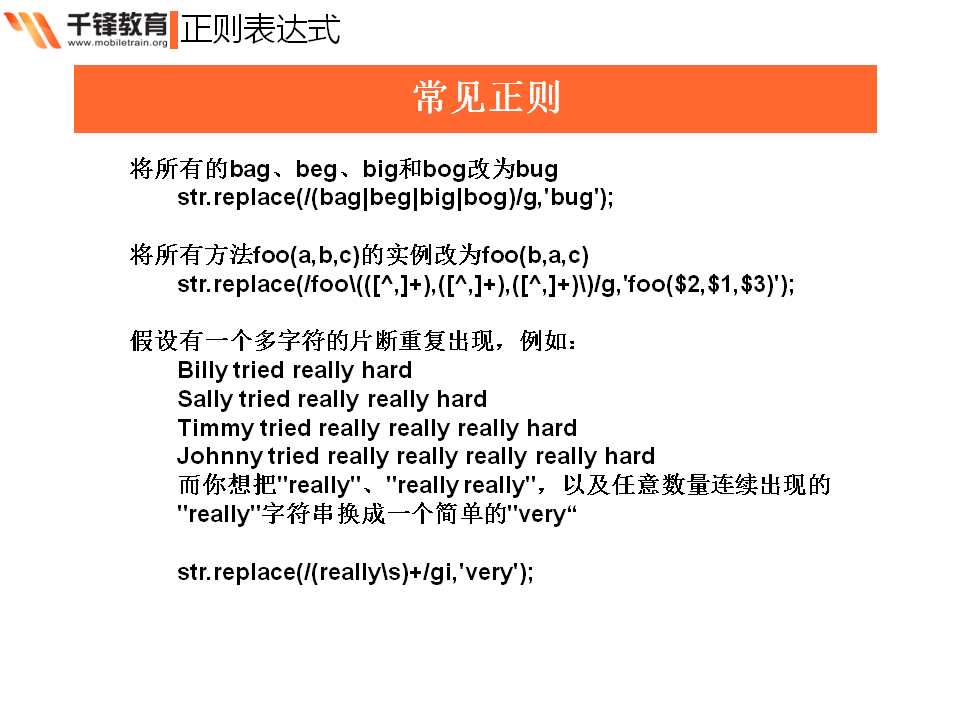 千锋教育 正则表达式
www.mobiletrain.org
常见正则
将所有的bag、beg、big和bog改为bug
str.replace(/(bag|beg|big|bog)/g,'bug');
将所有方法foo(a,b,c)的实例改为foo(b,a,c)
str.replace(/foo\(([^,]+),([^,]+),([^,]+)\)/g,'foo($2,$1,$3)');
假设有一个多字符的片断重复出现，例如：
Billy tried really hard
Sally tried really really hard
Timmy tried really really really hard
Johnny tried really really really really hard
而你想把"really"、"really really"，以及任意数量连续出现的
"really"字符串换成一个简单的"very“
str.replace(/(really\s)+/gi,'very');